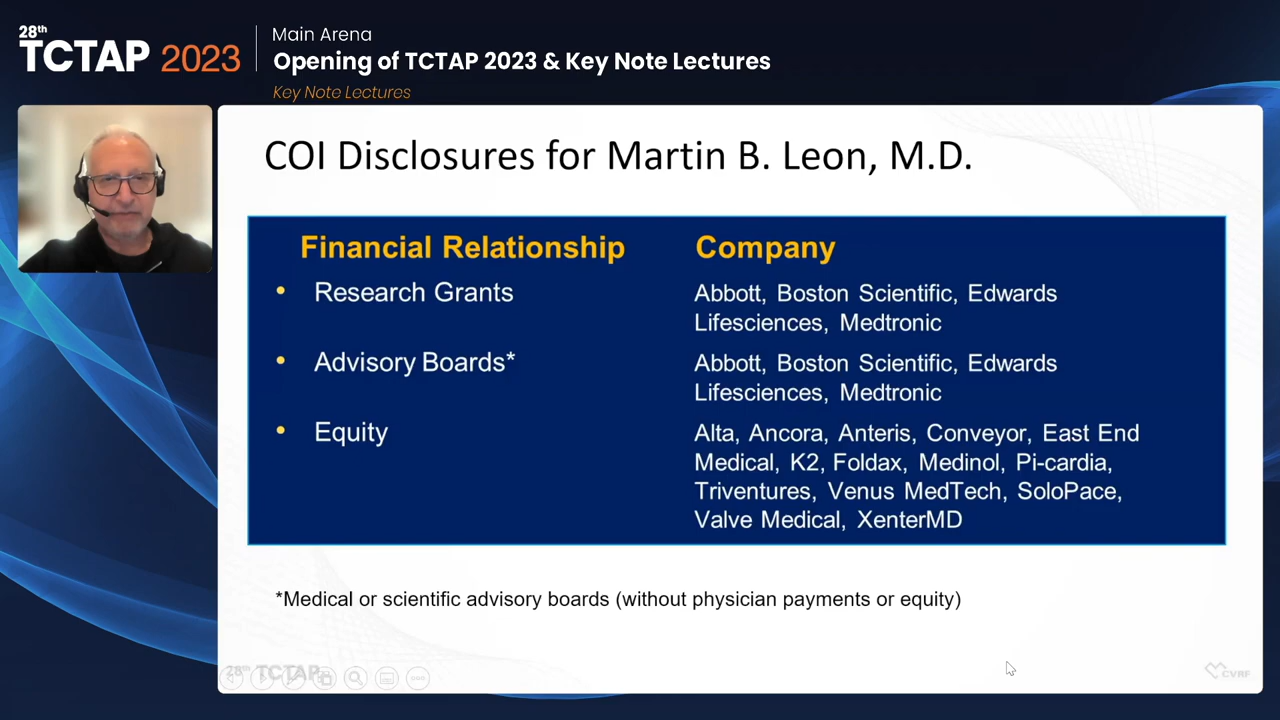 28th
TCTAP 2023
Main Arena
Opening of TCTAP 2023 & Key Note Lectures
Key Note Lectures
COI Disclosures for Martin B. Leon, M.D.
Financial Relationship Company
• Research Grants Abbott, Boston Scientific, Edwards
Lifesciences, Medtronic
• Advisory Boards* Abbott, Boston Scientific, Edwards
Lifesciences, Medtronic
• Equity Alta, Ancora, Anteris, Conveyor, East End
Medical, K2, Foldax, Medinol, Pi-cardia,
Triventures, Venus MedTech, SoloPace,
Valve Medical, XenterMD
*Medical or scientific advisory boards (without physician payments or equity)
28th TCTAP
CVRF